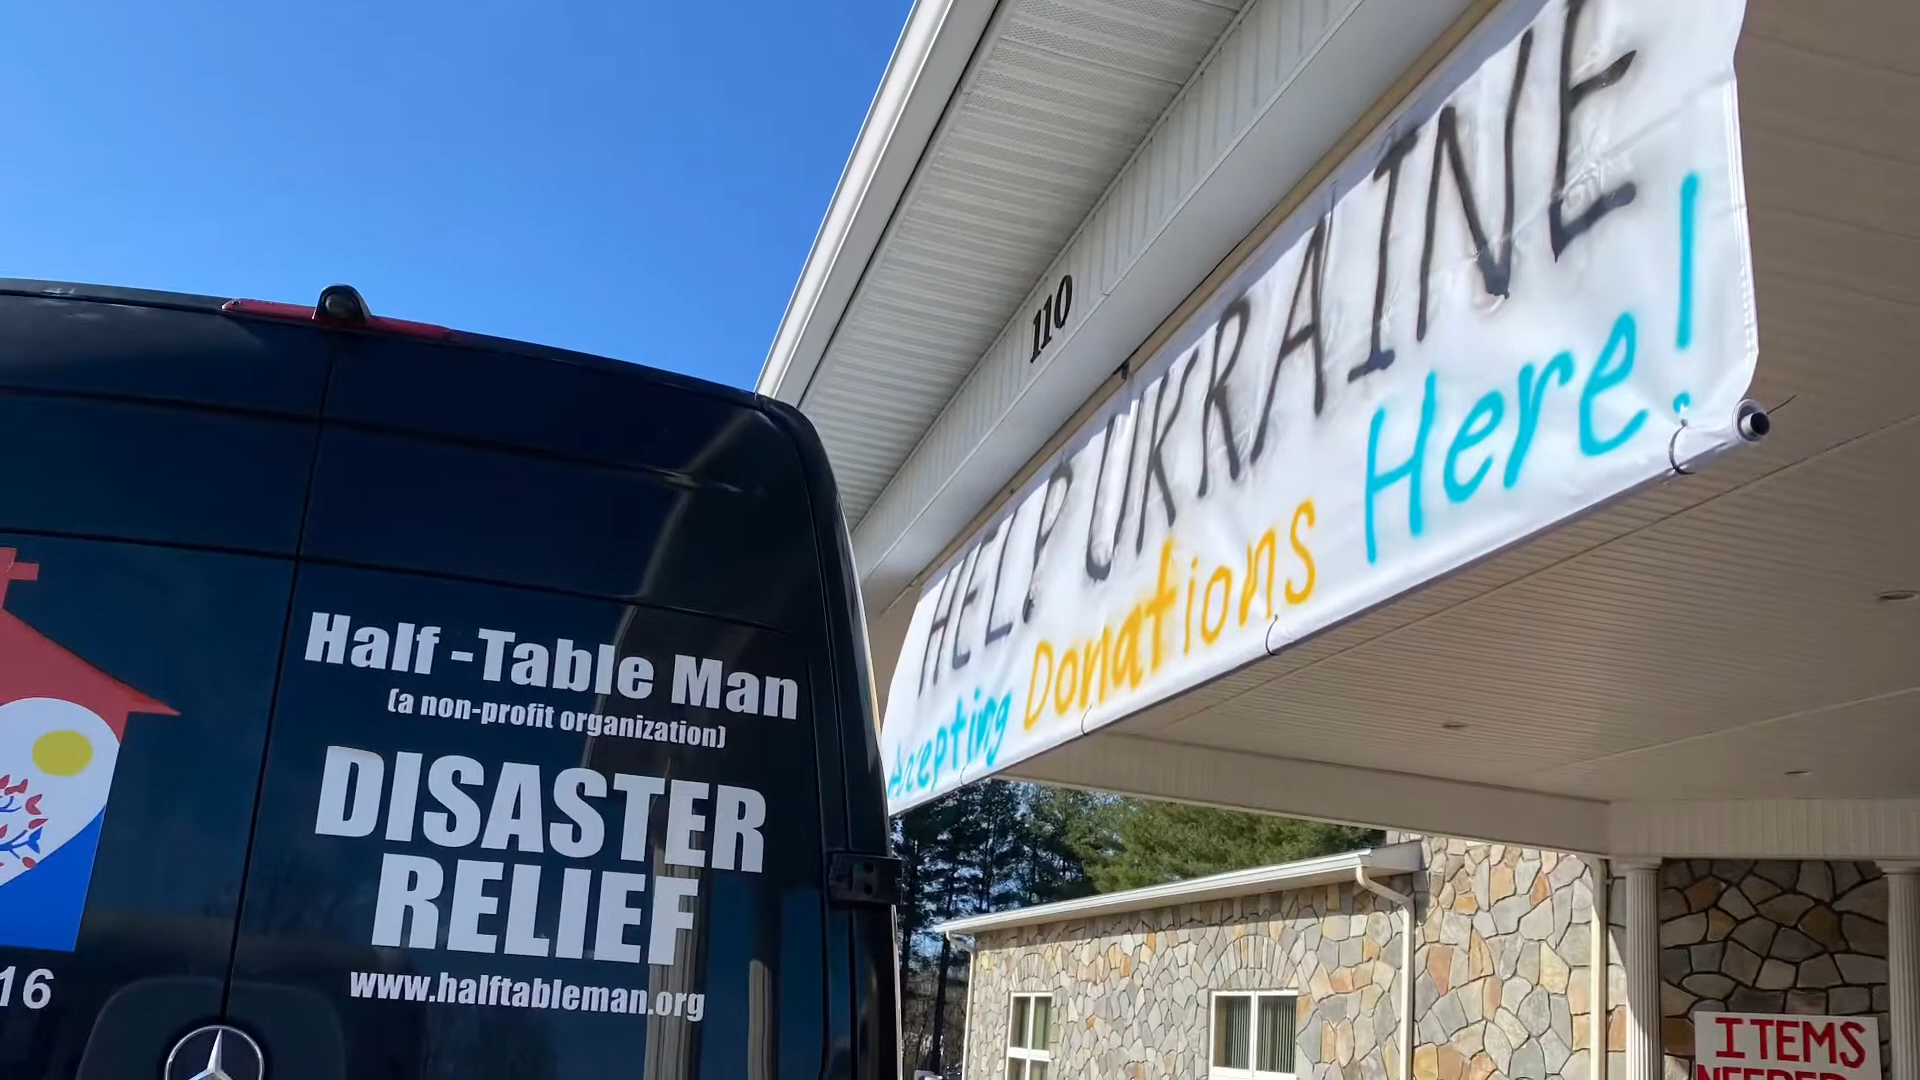 110
HELP UKRAINE
Accepting Donations Here!
Half-Table Man
(a non-profit organization)
DISASTER
RELIEF
www.halftableman.org
16
ITEMS
NEEDED